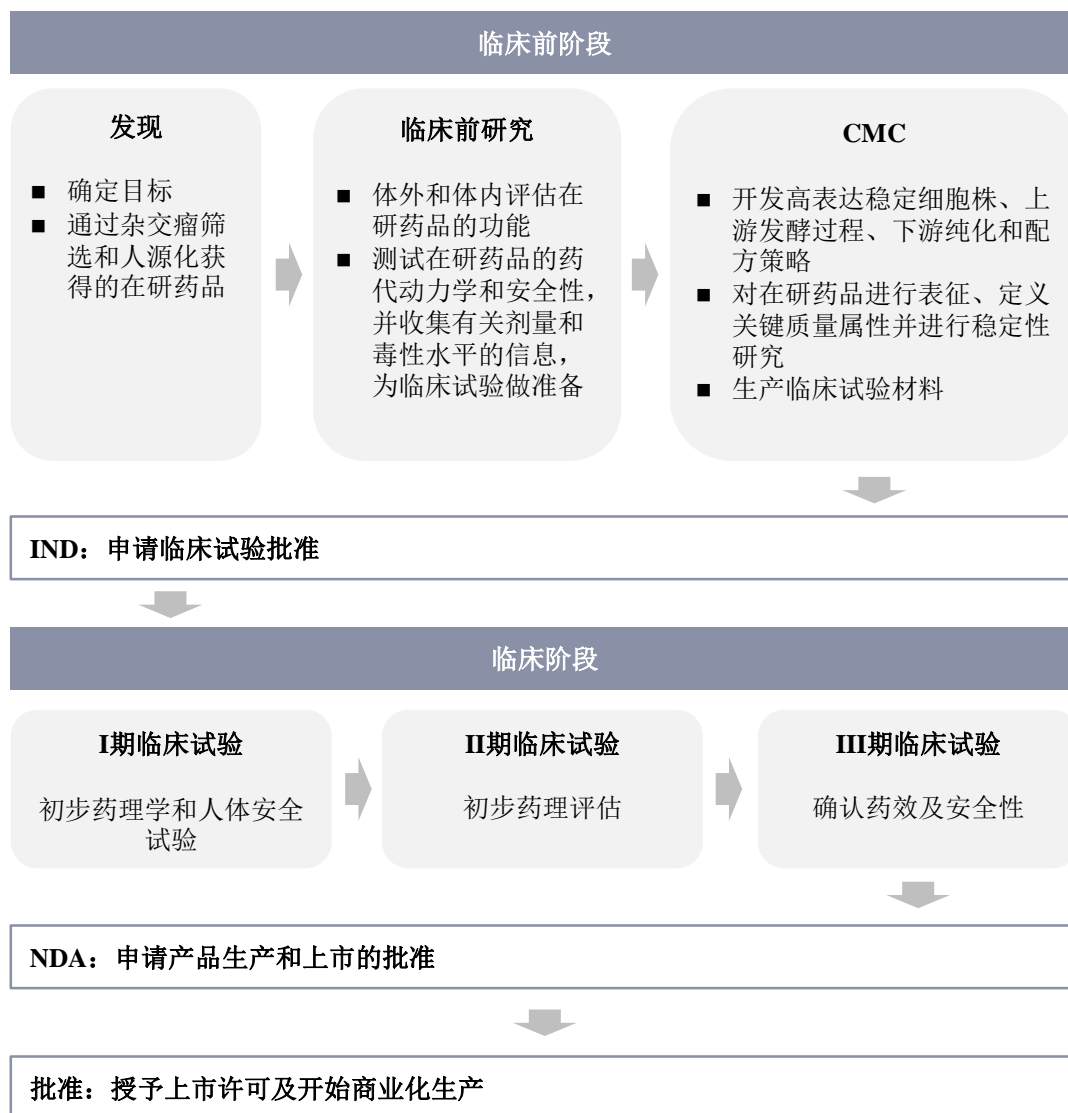 临床前阶段
发现
■ 确定目标
■ 通过杂交瘤筛
选和人源化获
得的在研药品
临床前研究
■ 体外和体内评估在
研药品的功能
■ 测试在研药品的药
代动力学和安全性，
并收集有关剂量和
毒性水平的信息，
为临床试验做准备
CMC
■ 开发高表达稳定细胞株、上
游发酵过程、下游纯化和配
方策略
■ 对在研药品进行表征、定义
关键质量属性并进行稳定性
研究
■ 生产临床试验材料
IND：申请临床试验批准
临床阶段
I期临床试验
初步药理学和人体安全
试验
II期临床试验
初步药理评估
III期临床试验
确认药效及安全性
NDA：申请产品生产和上市的批准
批准：授予上市许可及开始商业化生产